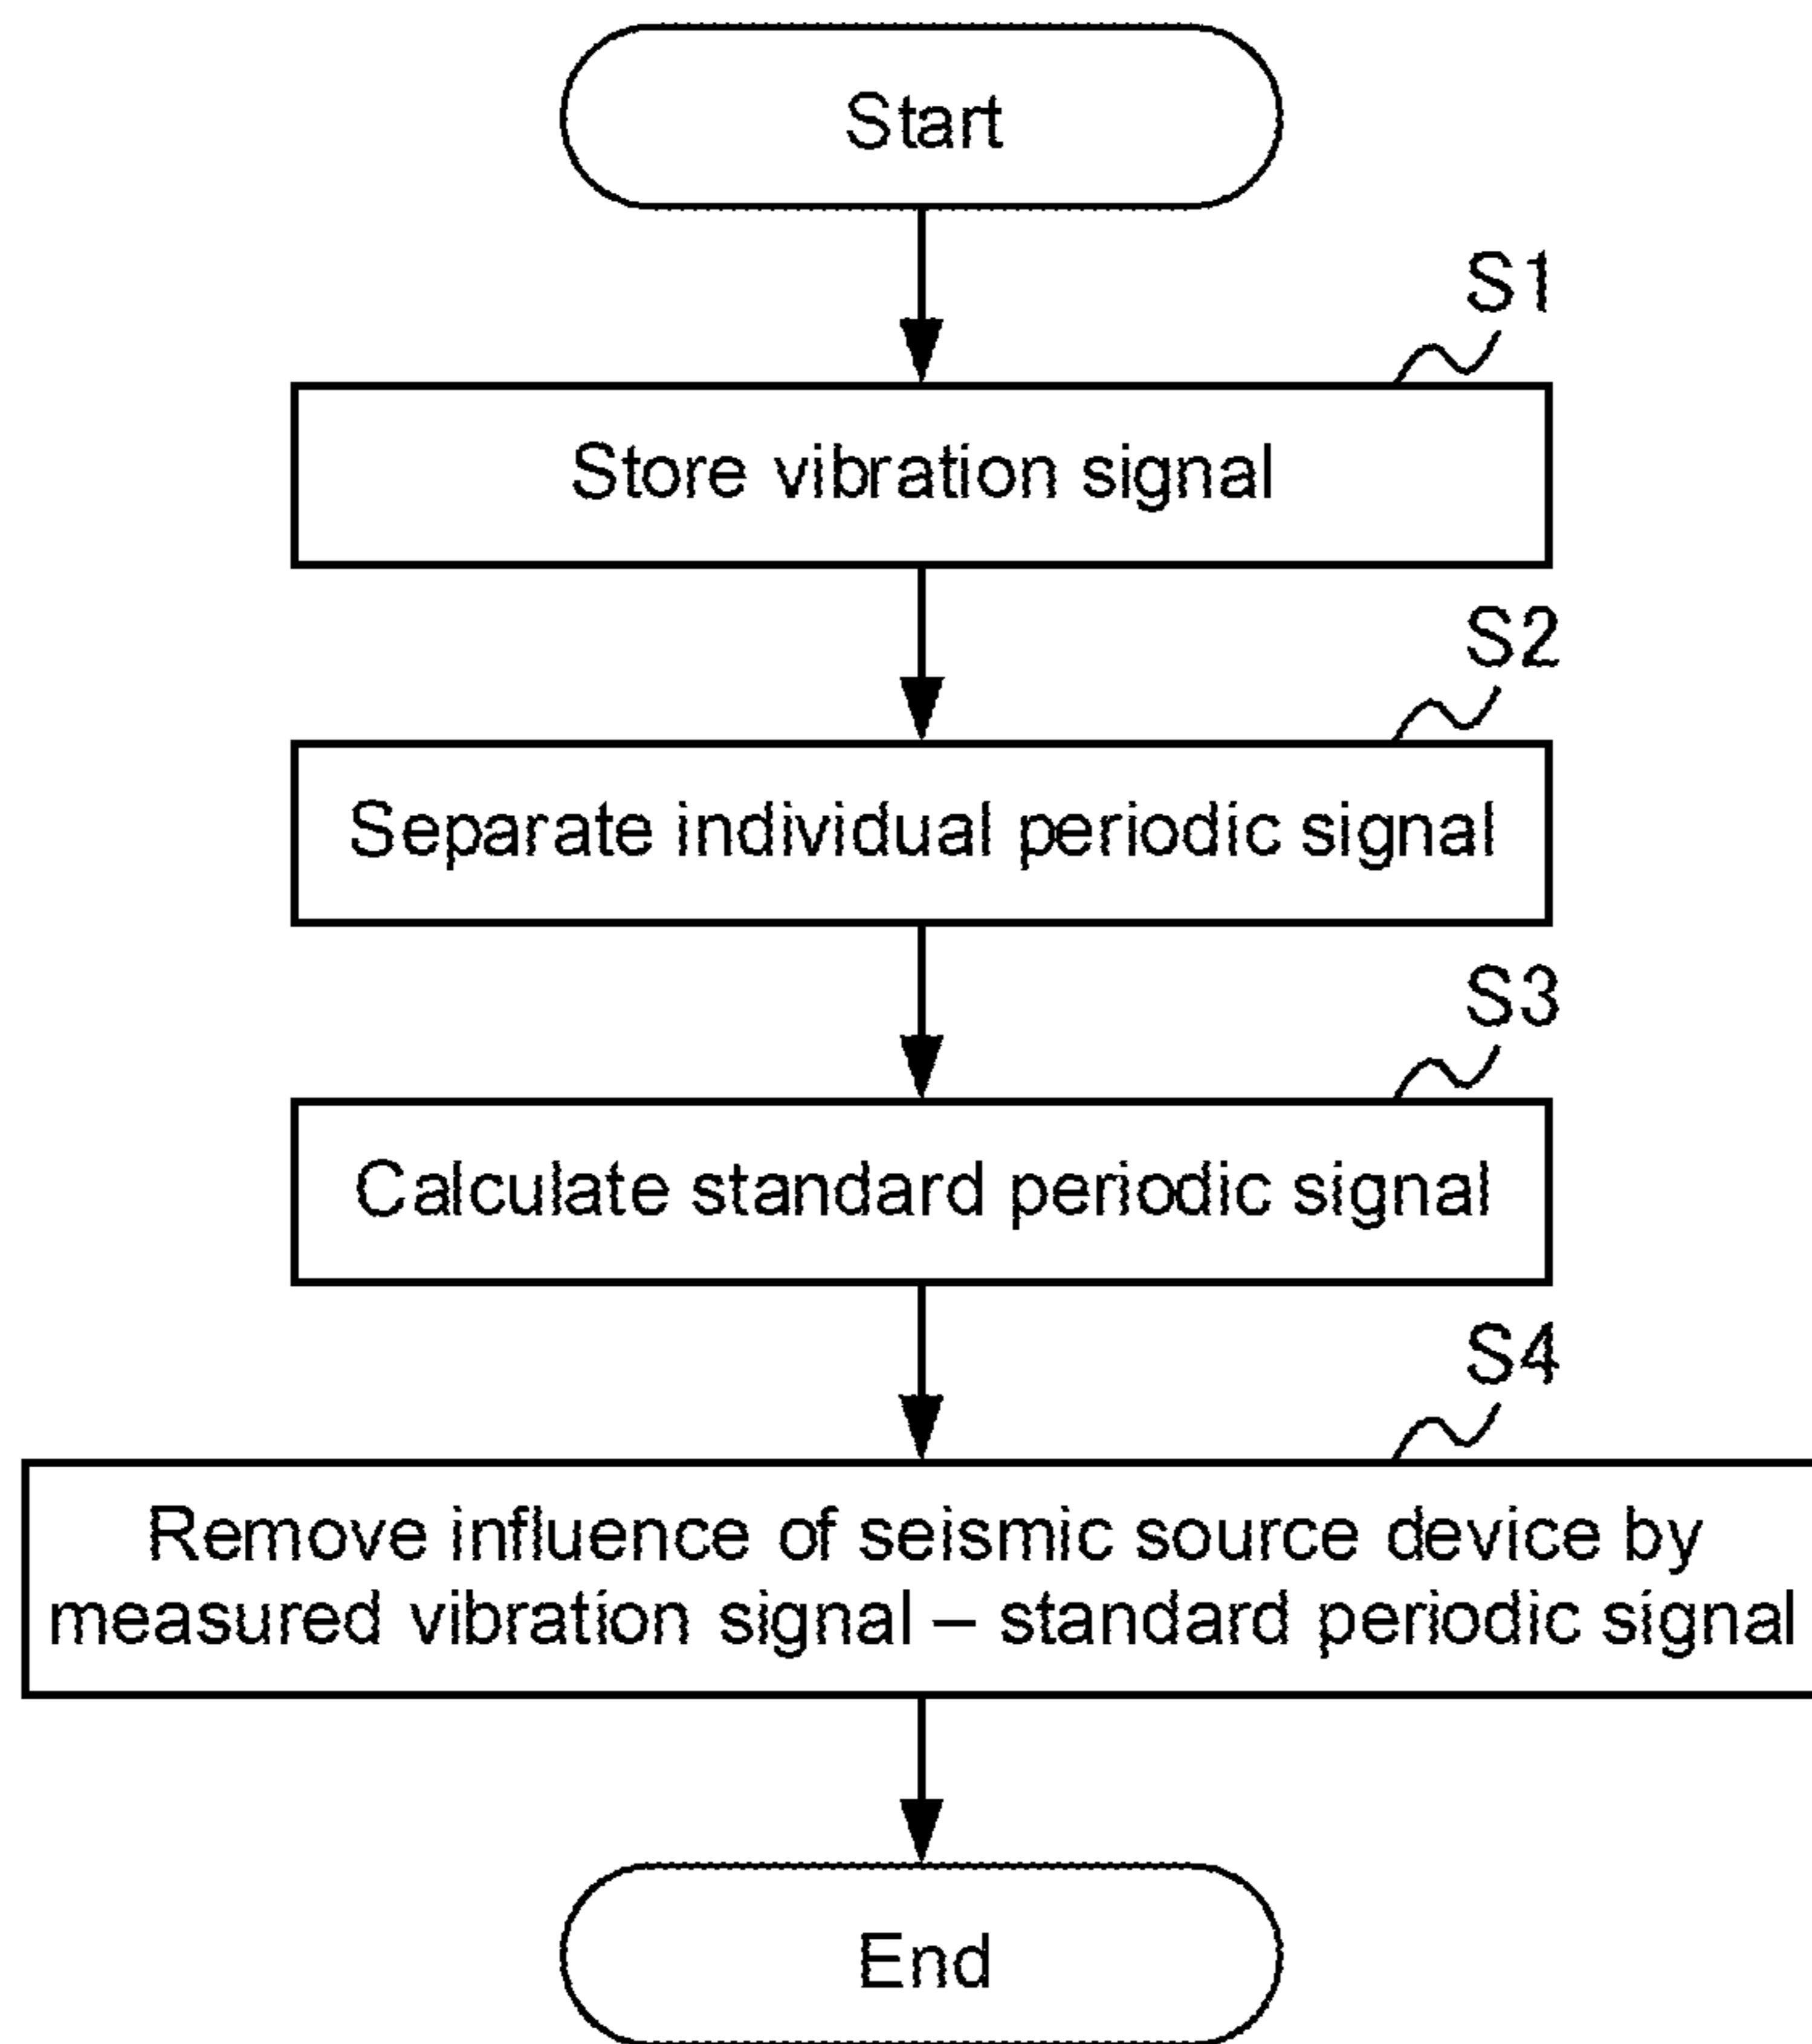 Start
S1
Store vibration signal
S2
Separate individual periodic signal
S3
Calculate standard periodic signal
S4
Remove influence of seismic source device by
measured vibration signal – standard periodic signal
End